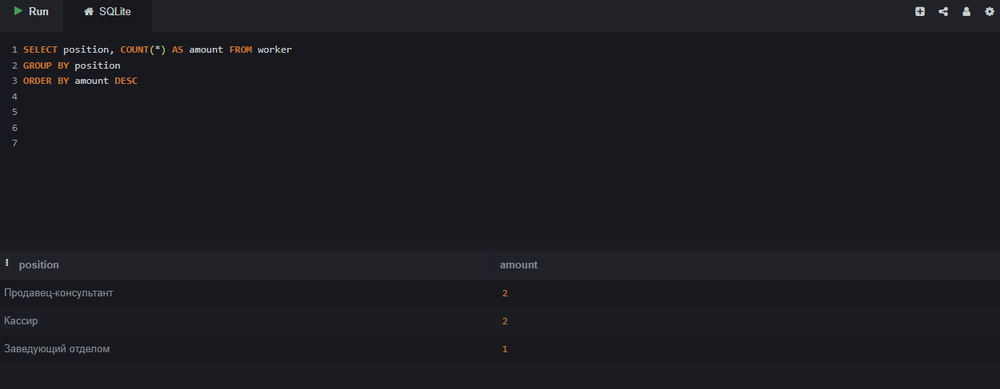 Run SQLite
1 SELECT position, COUNT(*) AS amount FROM worker
2 GROUP BY position
3 ORDER BY amount DESC
4
5
6
7
position amount
Продавец-консультант 2
Кассир 2
Заведующий отделом 1